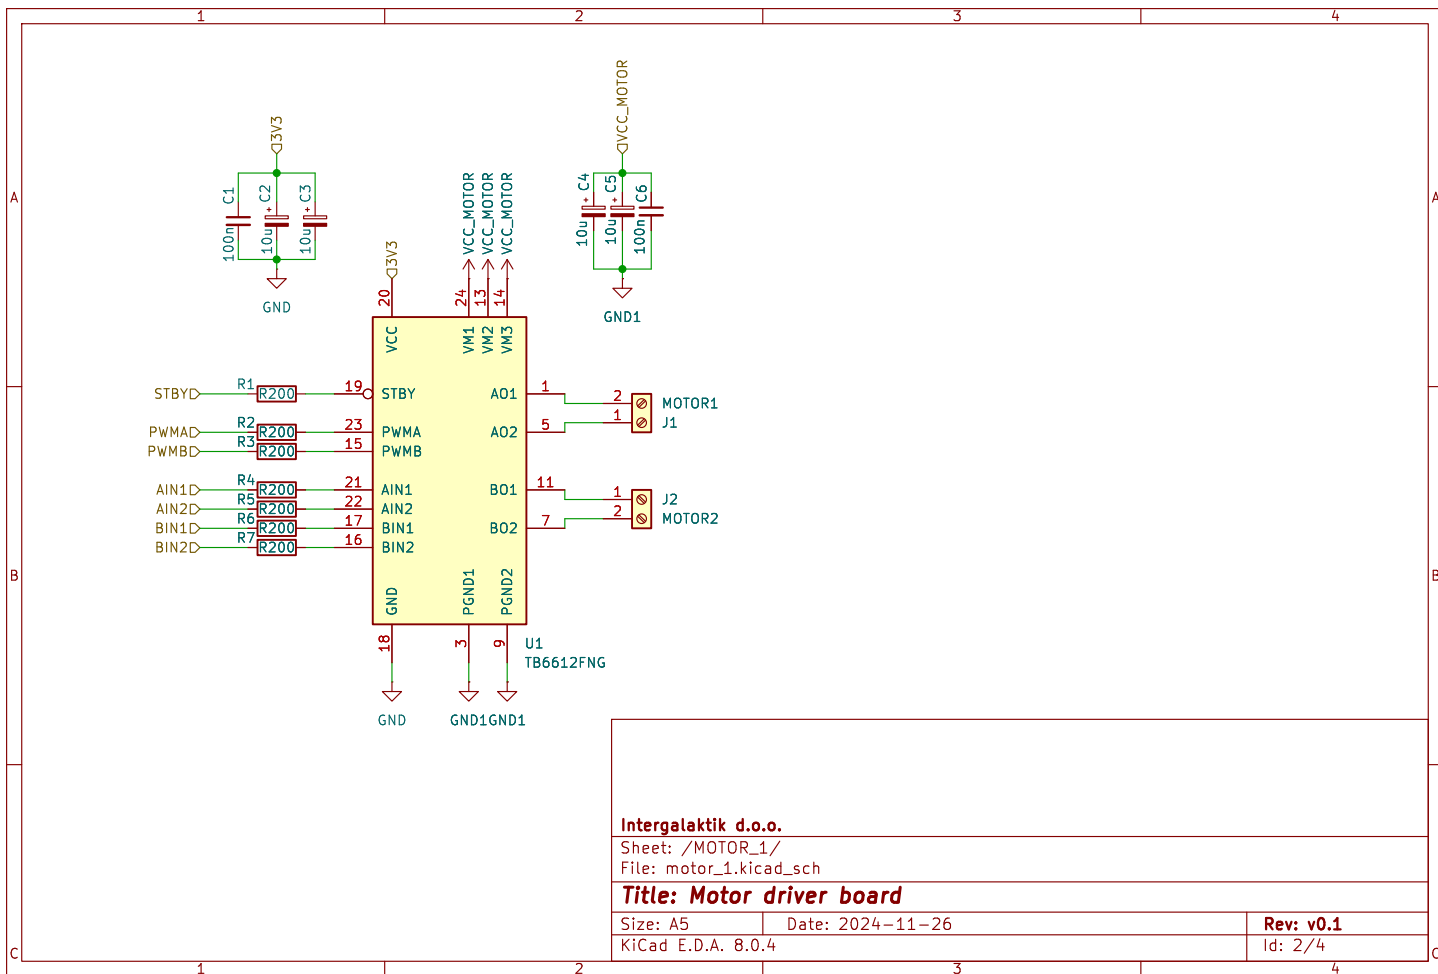 1 2 3 4
A A
B B
C C
1 2 3 4
3V3
C1 C2 C3
+ +
100n 10u 10u
GND
VCC_MOTOR
C4 C5 C6
+ +
10u 10u 100n
GND1
3V3
VCC_MOTOR
VCC_MOTOR
VCC_MOTOR
20 24 13 14
VCC VM1 VM2 VM3
STBY R1 R200 19 STBY
PWMA R2 R200 23 PWMA
PWMB R3 R200 15 PWMB
AIN1 R4 R200 21 AIN1
AIN2 R5 R200 22 AIN2
BIN1 R6 R200 17 BIN1
BIN2 R7 R200 16 BIN2
AO1 1 2 MOTOR1
AO2 5 1 J1
BO1 11 1 J2
BO2 7 2 MOTOR2
GND PGND1 PGND2
18 3 9
U1
TB6612FNG
GND GND1 GND1
Intergalaktik d.o.o.
Sheet: /MOTOR_1/
File: motor_1.kicad_sch
Title: Motor driver board
Size: A5 Date: 2024-11-26 Rev: v0.1
KiCad E.D.A. 8.0.4 Id: 2/4